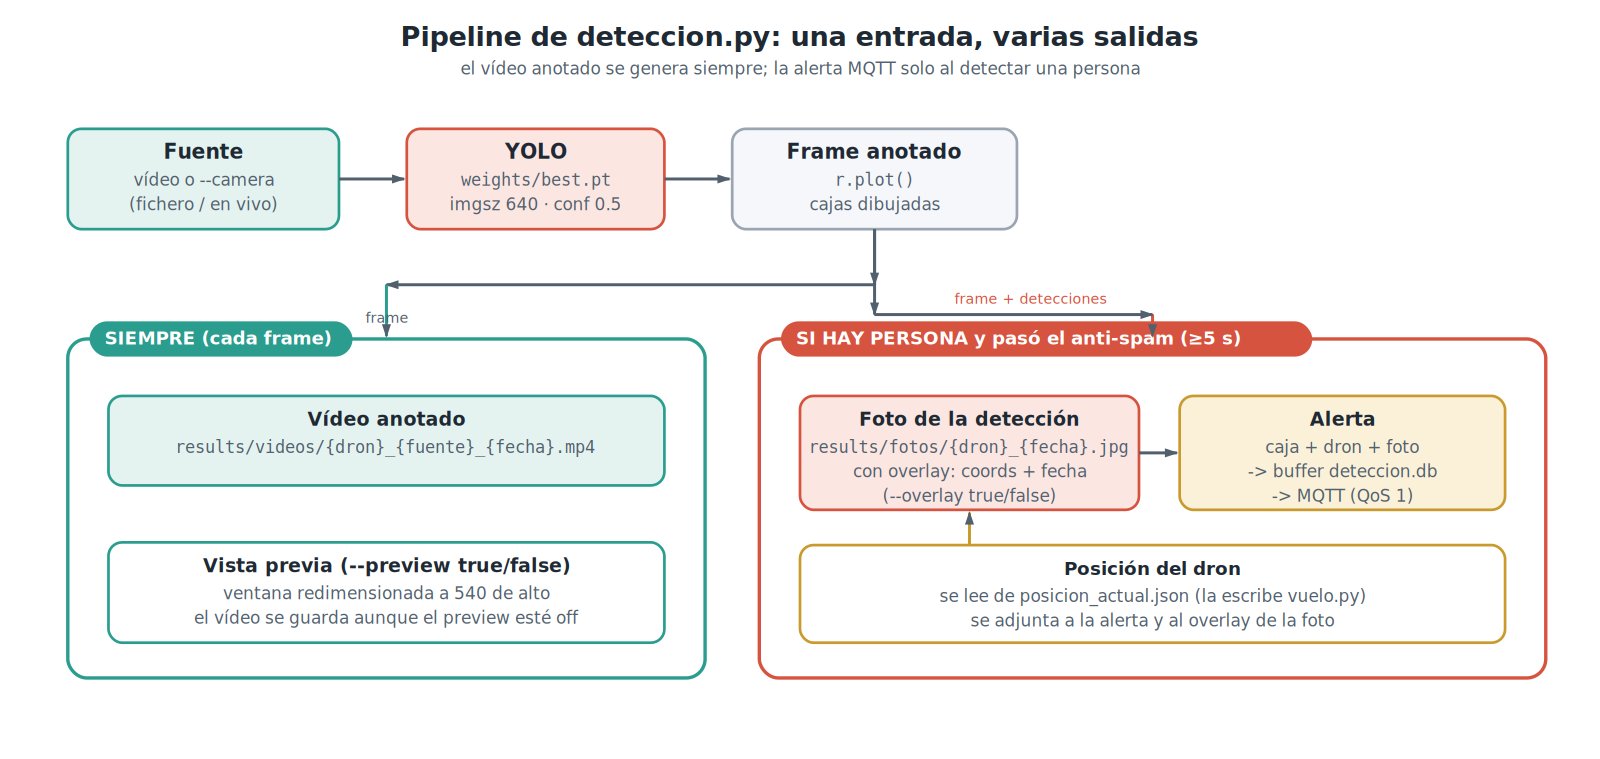 Pipeline de deteccion.py: una entrada, varias salidas
el vídeo anotado se genera siempre; la alerta MQTT solo al detectar una persona
Fuente
vídeo o --camera
(fichero / en vivo)
YOLO
weights/best.pt
imgsz 640 · conf 0.5
Frame anotado
r.plot()
cajas dibujadas
frame
frame + detecciones
SIEMPRE (cada frame)
Vídeo anotado
results/videos/{dron}_{fuente}_{fecha}.mp4
Vista previa (--preview true/false)
ventana redimensionada a 540 de alto
el vídeo se guarda aunque el preview esté off
SI HAY PERSONA y pasó el anti-spam (≥5 s)
Foto de la detección
results/fotos/{dron}_{fecha}.jpg
con overlay: coords + fecha
(--overlay true/false)
Alerta
caja + dron + foto
-> buffer deteccion.db
-> MQTT (QoS 1)
Posición del dron
se lee de posicion_actual.json (la escribe vuelo.py)
se adjunta a la alerta y al overlay de la foto